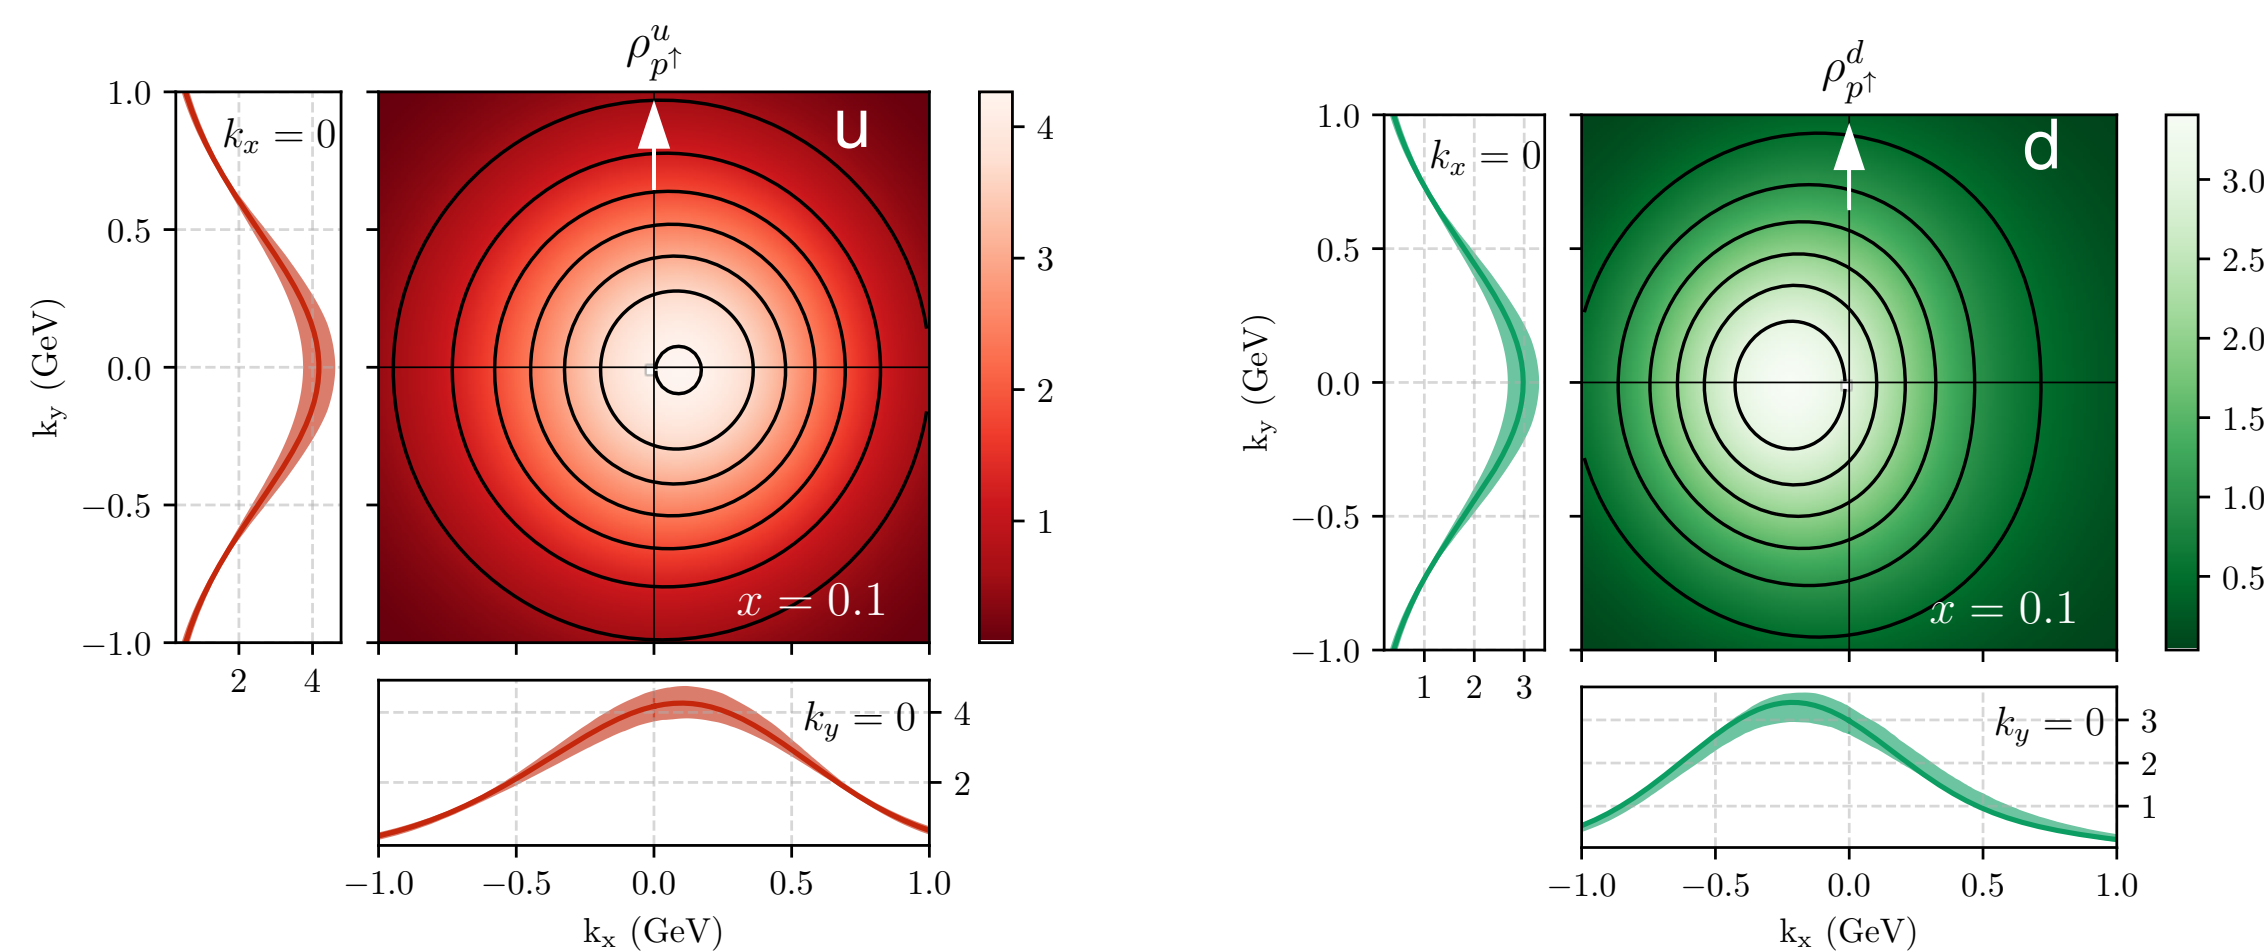 ρ^u_{p^↑}
1.0
0.5
0.0
−0.5
−1.0
k_y (GeV)
k_x = 0
2 4
u
x = 0.1
4
3
2
1
k_y = 0
4
2
−1.0 −0.5 0.0 0.5 1.0
k_x (GeV)
ρ^d_{p^↑}
1.0
0.5
0.0
−0.5
−1.0
k_y (GeV)
k_x = 0
1 2 3
d
x = 0.1
3.0
2.5
2.0
1.5
1.0
0.5
k_y = 0
3
2
1
−1.0 −0.5 0.0 0.5 1.0
k_x (GeV)